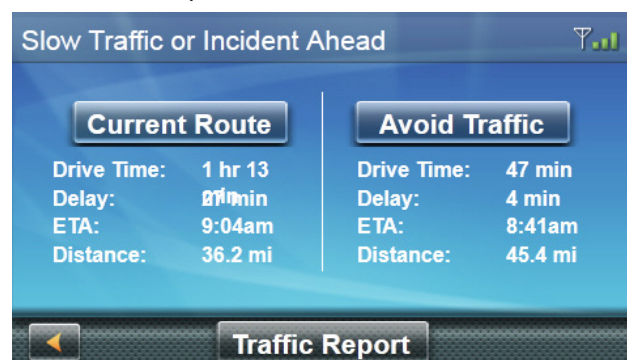 Slow Traffic or Incident Ahead
Current Route
Drive Time: 1 hr 13
min
Delay: 27 min
ETA: 9:04am
Distance: 36.2 mi
Avoid Traffic
Drive Time: 47 min
Delay: 4 min
ETA: 8:41am
Distance: 45.4 mi
Traffic Report